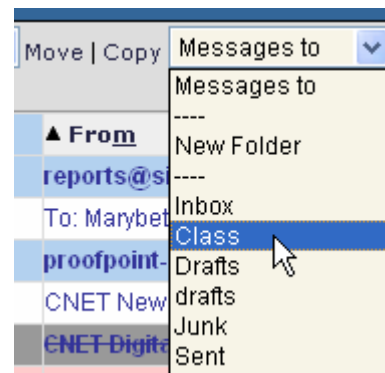 Move | Copy Messages to
Messages to
----
▲ From
New Folder
reports@si
----
To: Marybet
Inbox
Class
proofpoint-
Drafts
CNET New
drafts
Junk
CNET Digita
Sent